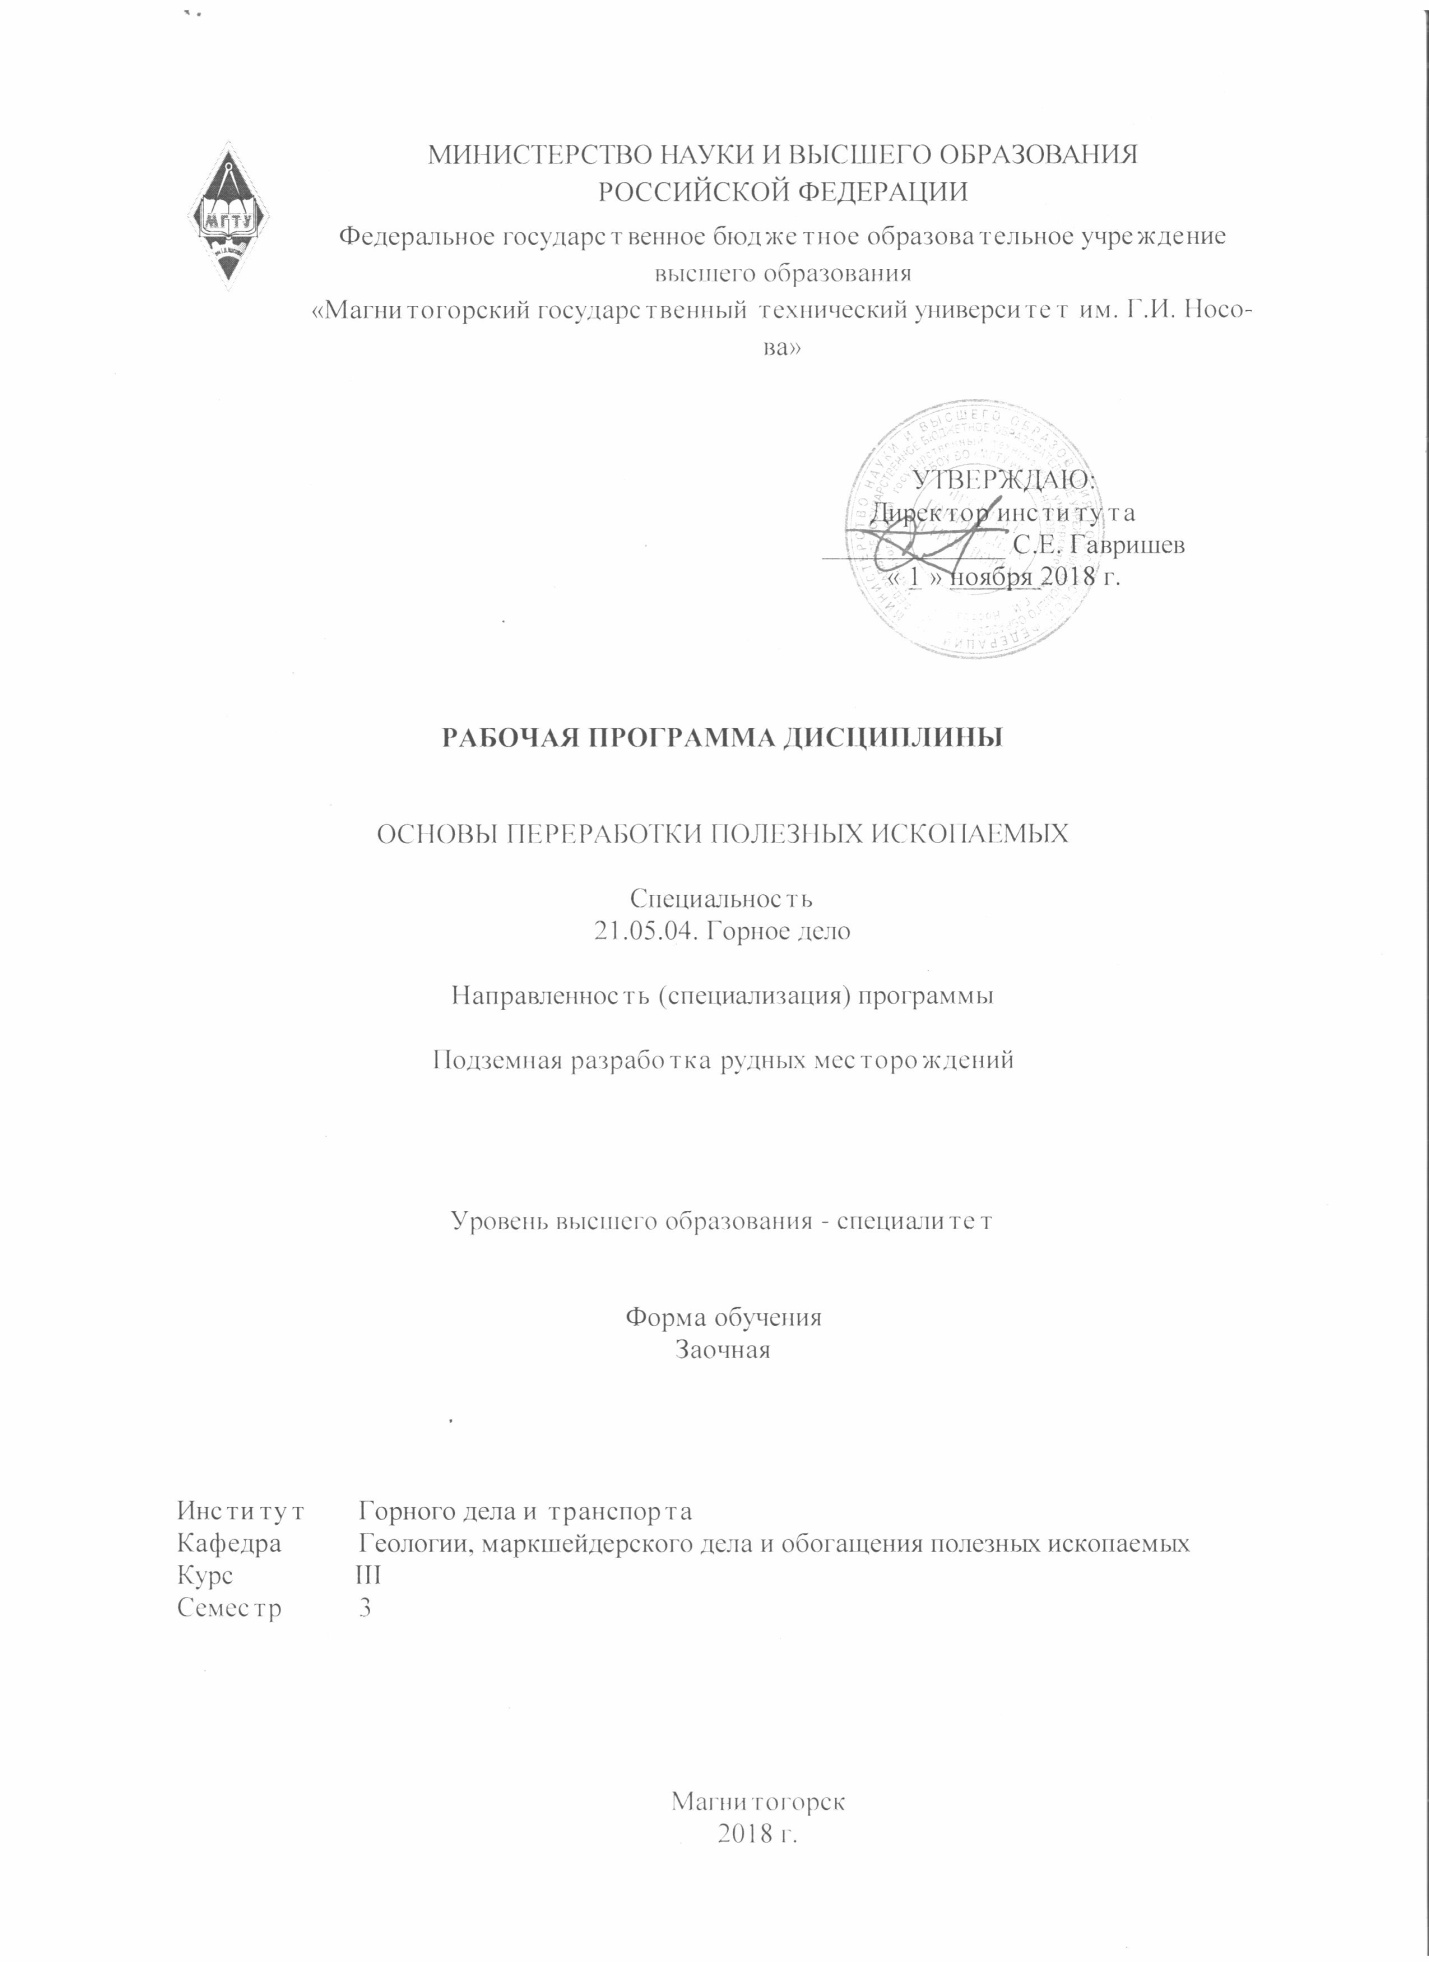 МГТУ
МИНИСТЕРСТВО НАУКИ И ВЫСШЕГО ОБРАЗОВАНИЯ
РОССИЙСКОЙ ФЕДЕРАЦИИ
Федеральное государственное бюджетное образовательное учреждение
высшего образования
«Магнитогорский государственный технический университет им. Г.И. Носо-
ва»
УТВЕРЖДАЮ:
Директор института
С.Е. Гавришев
« 1 » ноября 2018 г.
РАБОЧАЯ ПРОГРАММА ДИСЦИПЛИНЫ
ОСНОВЫ ПЕРЕРАБОТКИ ПОЛЕЗНЫХ ИСКОПАЕМЫХ
Специальность
21.05.04. Горное дело
Направленность (специализация) программы
Подземная разработка рудных месторождений
Уровень высшего образования - специалитет
Форма обучения
Заочная
Институт Горного дела и транспорта
Кафедра Геологии, маркшейдерского дела и обогащения полезных ископаемых
Курс III
Семестр 3
Магнитогорск
2018 г.